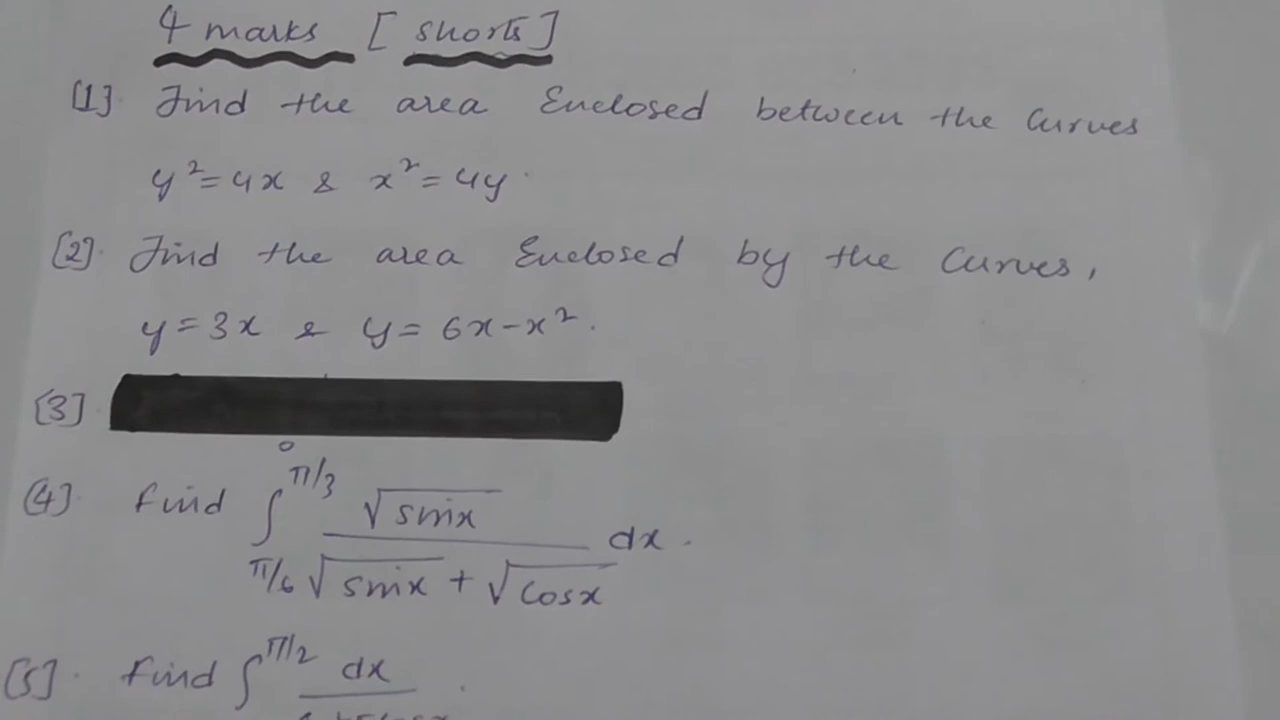 4 marks [shorts]
[1]. Find the area Enclosed between the curves
y²=4x & x²=4y.
[2]. Find the area Enclosed by the curves,
y=3x & y= 6x-x².
[3].
0
[4]. find ∫ π/3 √sinx dx.
π/6 √sinx + √cosx
[5]. find ∫ π/2 dx